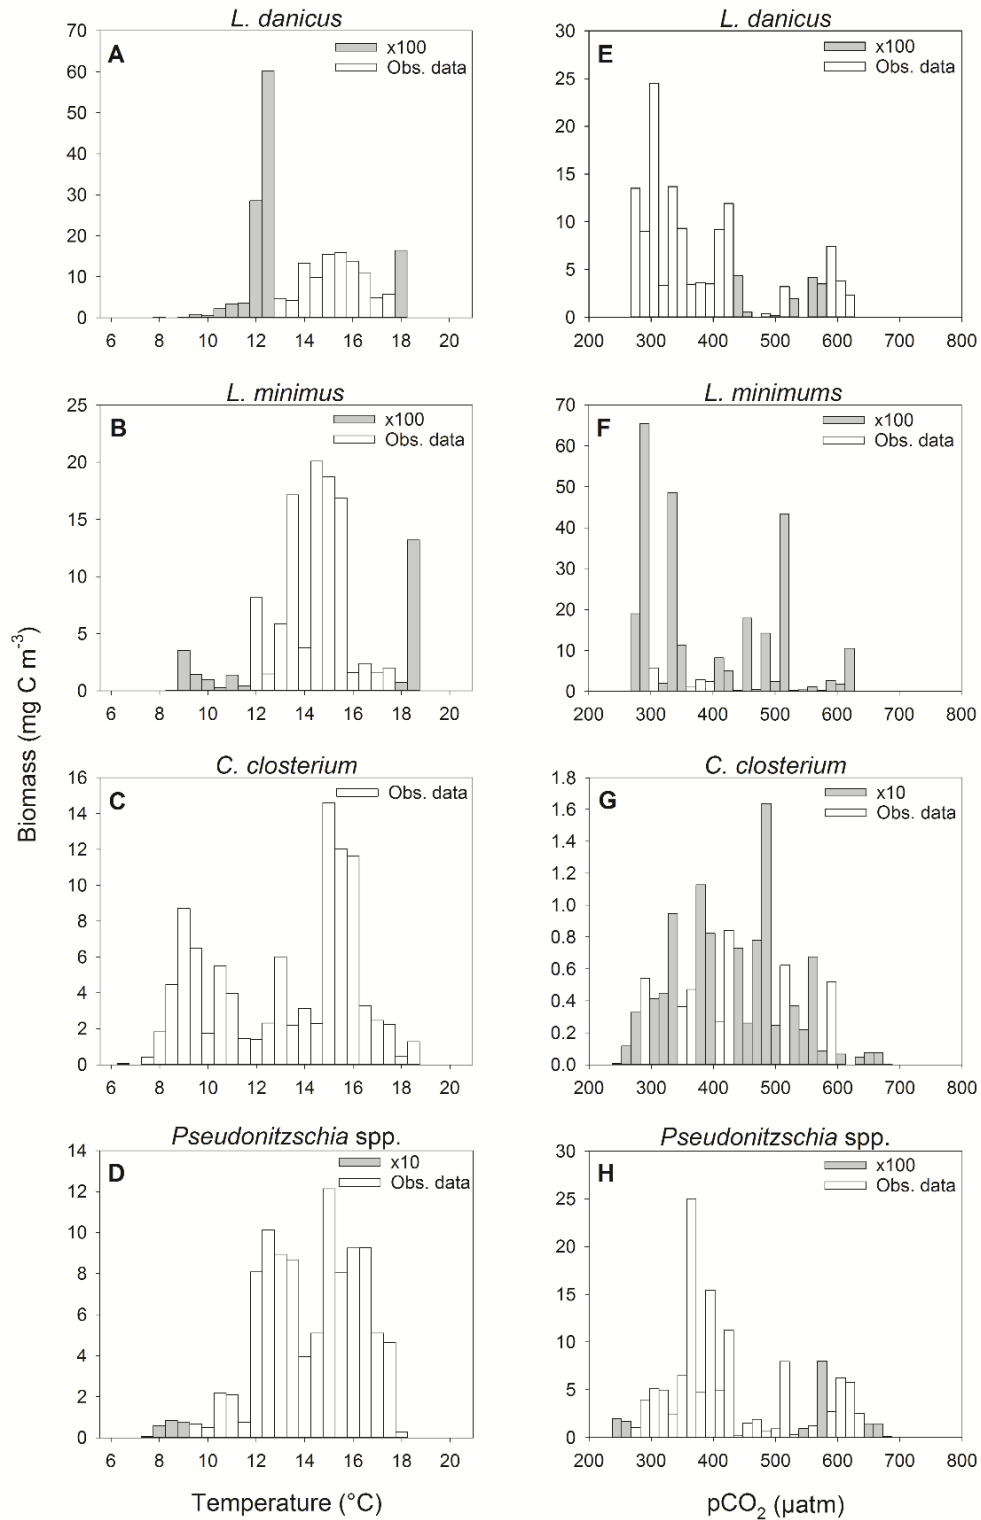 L. danicus
A
x100
Obs. data
70
60
50
40
30
20
10
0
6 8 10 12 14 16 18 20
L. danicus
E
x100
Obs. data
30
25
20
15
10
5
0
200 300 400 500 600 700 800
L. minimus
B
x100
Obs. data
25
20
15
10
5
0
6 8 10 12 14 16 18 20
L. minimums
F
x100
Obs. data
70
60
50
40
30
20
10
0
200 300 400 500 600 700 800
Biomass (mg C m⁻³)
C. closterium
C
Obs. data
16
14
12
10
8
6
4
2
0
6 8 10 12 14 16 18 20
C. closterium
G
x10
Obs. data
1.8
1.6
1.4
1.2
1.0
0.8
0.6
0.4
0.2
0.0
200 300 400 500 600 700 800
Pseudonitzschia spp.
D
x10
Obs. data
14
12
10
8
6
4
2
0
6 8 10 12 14 16 18 20
Temperature (°C)
Pseudonitzschia spp.
H
x100
Obs. data
30
25
20
15
10
5
0
200 300 400 500 600 700 800
pCO₂ (µatm)